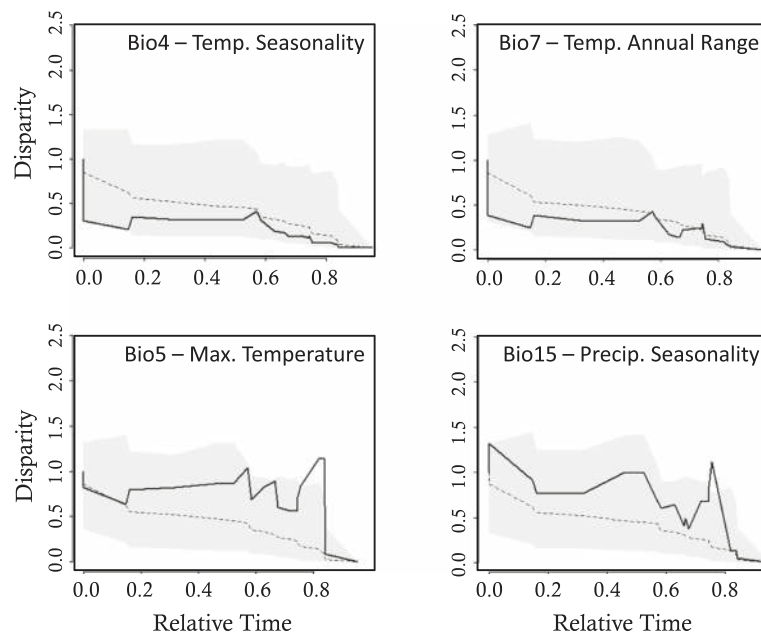 Bio4 – Temp. Seasonality
Disparity
0.0 0.5 1.0 1.5 2.0 2.5
0.0 0.2 0.4 0.6 0.8
Bio7 – Temp. Annual Range
0.0 0.5 1.0 1.5 2.0 2.5
0.0 0.2 0.4 0.6 0.8
Bio5 – Max. Temperature
Disparity
0.0 0.5 1.0 1.5 2.0 2.5
0.0 0.2 0.4 0.6 0.8
Relative Time
Bio15 – Precip. Seasonality
0.0 0.5 1.0 1.5 2.0 2.5
0.0 0.2 0.4 0.6 0.8
Relative Time